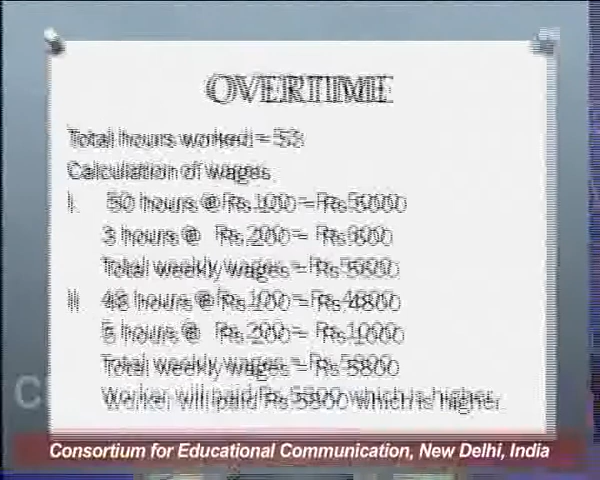 OVERTIME
Total hours worked = 53
Calculation of wages
I. 50 hours @ Rs.100 = Rs.5000
3 hours @ Rs.200 = Rs.600
Total weekly wages = Rs.5600
II 48 hours @ Rs.100 = Rs.4800
5 hours @ Rs.200 = Rs.1000
Total weekly wages = Rs.5800
Worker will paid Rs 5800 which is higher
Consortium for Educational Communication, New Delhi, India